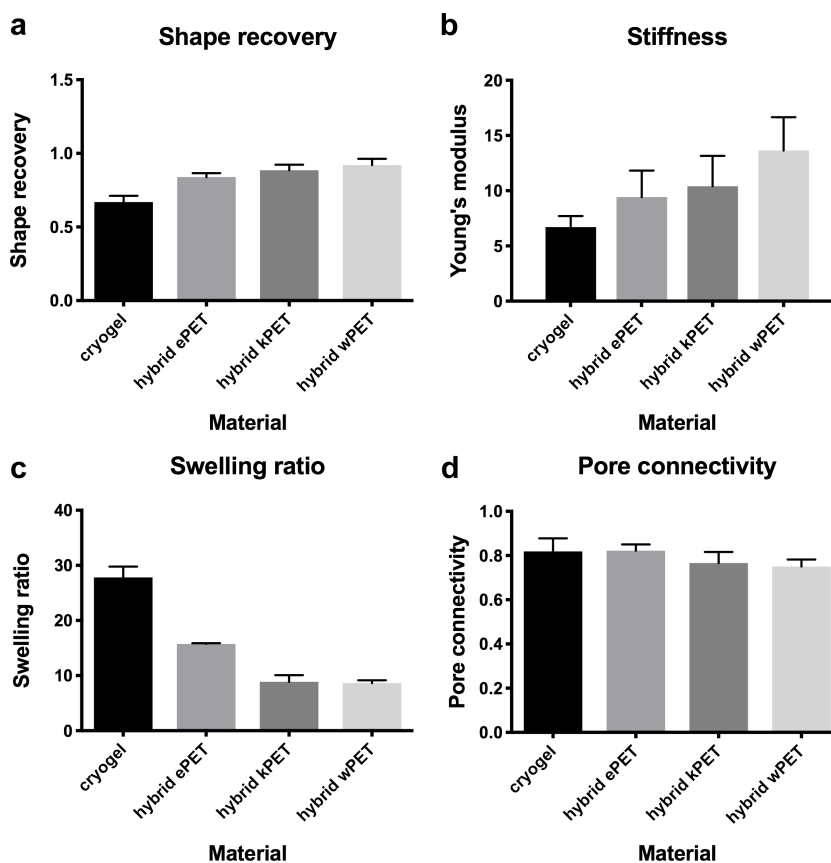 a
Shape recovery
Shape recovery
1.5
1.0
0.5
0.0
cryogel
hybrid ePET
hybrid kPET
hybrid wPET
Material
b
Stiffness
Young's modulus
20
15
10
5
0
cryogel
hybrid ePET
hybrid kPET
hybrid wPET
Material
c
Swelling ratio
Swelling ratio
40
30
20
10
0
cryogel
hybrid ePET
hybrid kPET
hybrid wPET
Material
d
Pore connectivity
Pore connectivity
1.0
0.8
0.6
0.4
0.2
0.0
cryogel
hybrid ePET
hybrid kPET
hybrid wPET
Material